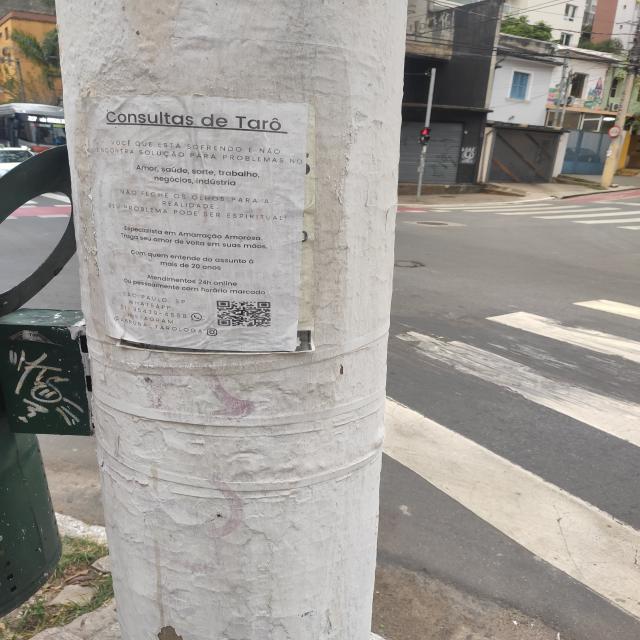 Consultas de Tarô
VOCÊ QUE ESTÁ SOFRENDO E NÃO
ENCONTRA SOLUÇÃO PARA PROBLEMAS NO
Amor, saúde, sorte, trabalho,
negócios, indústria
NÃO FECHE OS OLHOS PARA A
REALIDADE
SEU PROBLEMA PODE SER ESPIRITUAL
Especialista em Amarração Amorosa
Traga seu amor de volta em suas mãos.
Com quem entende do assunto á
mais de 20 anos
Atendimentos 24h online
Ou pessoalmente com hora marcada
SÃO PAULO, SP